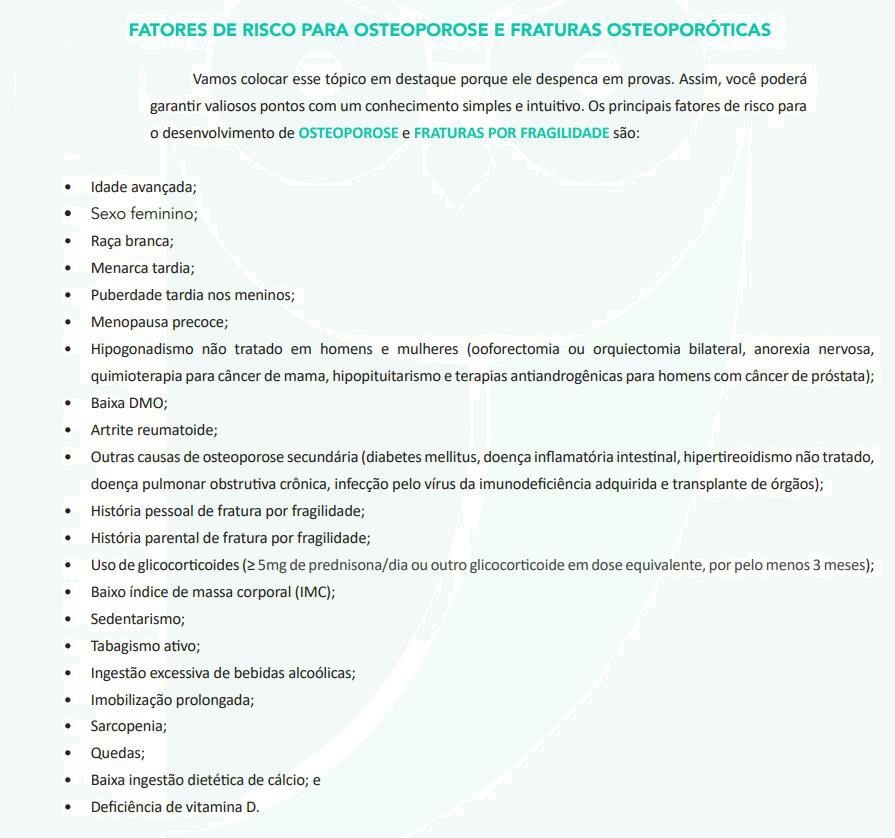 FATORES DE RISCO PARA OSTEOPOROSE E FRATURAS OSTEOPORÓTICAS
Vamos colocar esse tópico em destaque porque ele despenca em provas. Assim, você poderá
garantir valiosos pontos com um conhecimento simples e intuitivo. Os principais fatores de risco para
o desenvolvimento de OSTEOPOROSE e FRATURAS POR FRAGILIDADE são:
• Idade avançada;
• Sexo feminino;
• Raça branca;
• Menarca tardia;
• Puberdade tardia nos meninos;
• Menopausa precoce;
• Hipogonadismo não tratado em homens e mulheres (ooforectomia ou orquiectomia bilateral, anorexia nervosa,
quimioterapia para câncer de mama, hipopituitarismo e terapias antiandrogênicas para homens com câncer de próstata);
• Baixa DMO;
• Artrite reumatoide;
• Outras causas de osteoporose secundária (diabetes mellitus, doença inflamatória intestinal, hipertireoidismo não tratado,
doença pulmonar obstrutiva crônica, infecção pelo vírus da imunodeficiência adquirida e transplante de órgãos);
• História pessoal de fratura por fragilidade;
• História parental de fratura por fragilidade;
• Uso de glicocorticoides (≥ 5mg de prednisona/dia ou outro glicocorticoide em dose equivalente, por pelo menos 3 meses);
• Baixo índice de massa corporal (IMC);
• Sedentarismo;
• Tabagismo ativo;
• Ingestão excessiva de bebidas alcoólicas;
• Imobilização prolongada;
• Sarcopenia;
• Quedas;
• Baixa ingestão dietética de cálcio; e
• Deficiência de vitamina D.